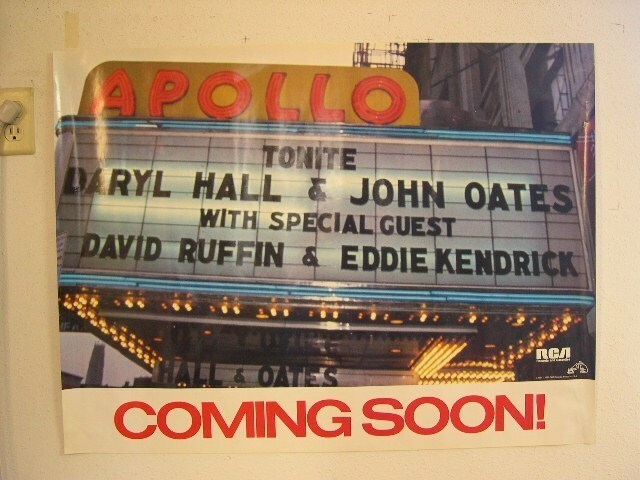 APOLLO
TONITE
DARYL HALL & JOHN OATES
WITH SPECIAL GUEST
DAVID RUFFIN & EDDIE KENDRICK
HALL & OATES
RCA
COMING SOON!